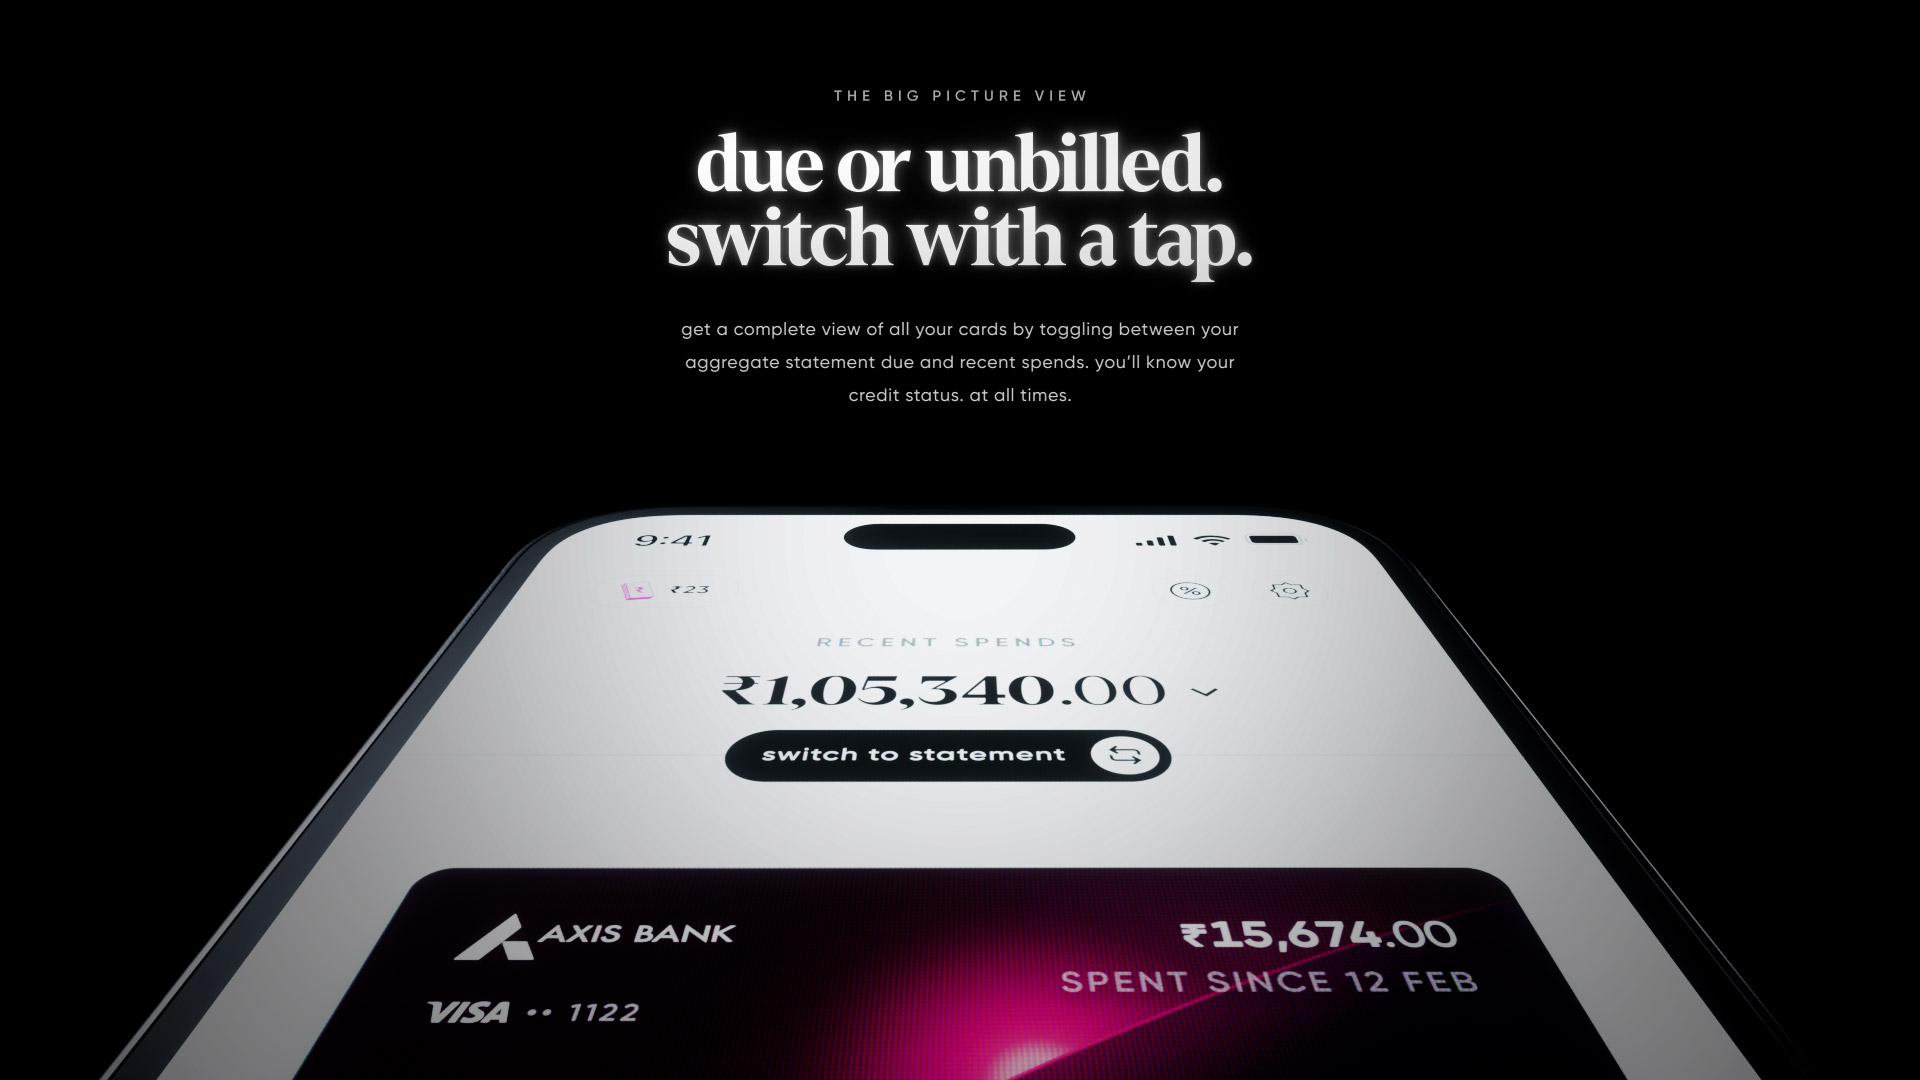 THE BIG PICTURE VIEW
due or unbilled.
switch with a tap.
get a complete view of all your cards by toggling between your
aggregate statement due and recent spends. you’ll know your
credit status. at all times.
9:41
₹23
RECENT SPENDS
₹1,05,340.00
switch to statement
AXIS BANK
₹15,674.00
SPENT SINCE 12 FEB
VISA •• 1122